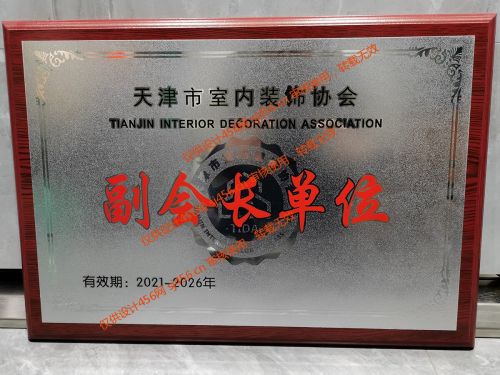 天津市室内装饰协会
TIANJIN INTERIOR DECORATION ASSOCIATION
副会长单位
TIDA
有效期：2021-2026年